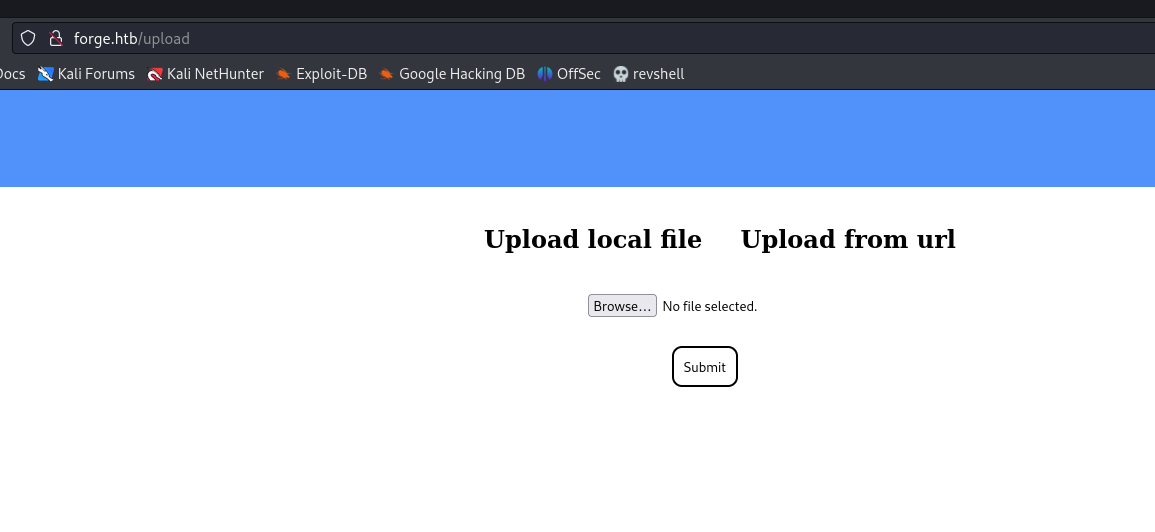 forge.htb/upload
Docs Kali Forums Kali NetHunter Exploit-DB Google Hacking DB OffSec revshell
Upload local file Upload from url
Browse... No file selected.
Submit